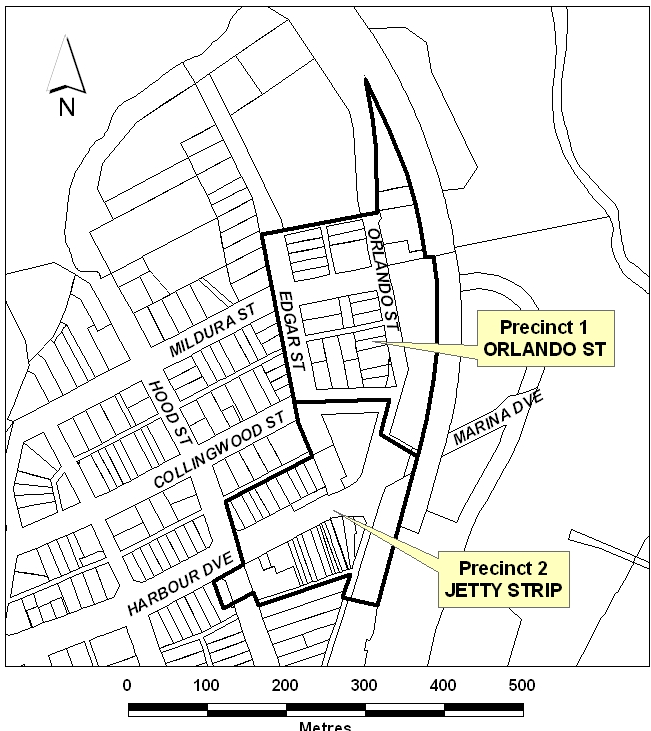 N
ORLANDO ST
EDGAR ST
MILDURA ST
Precinct 1
ORLANDO ST
HOOD ST
MARINA DVE
COLLINGWOOD ST
HARBOUR DVE
Precinct 2
JETTY STRIP
0 100 200 300 400 500
Metres